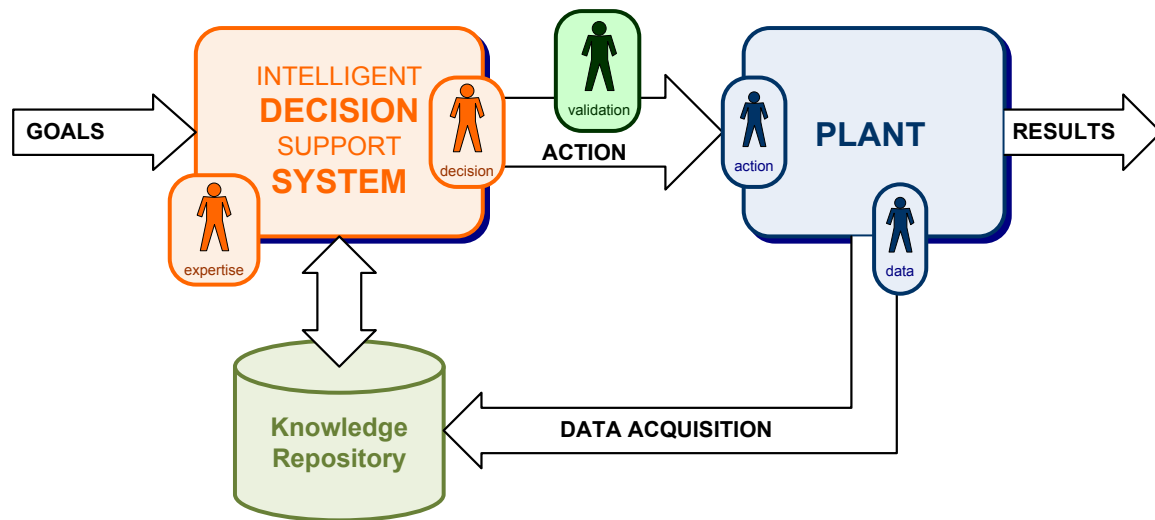 GOALS
INTELLIGENT
DECISION
SUPPORT
SYSTEM
expertise
decision
validation
ACTION
action
PLANT
data
RESULTS
Knowledge
Repository
DATA ACQUISITION